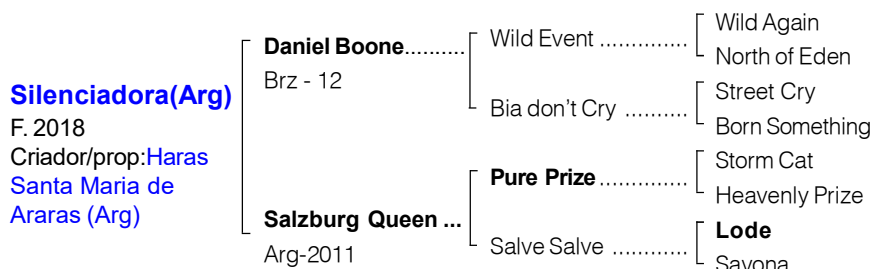 Silenciadora(Arg)
F. 2018
Criador/prop:Haras
Santa Maria de
Araras (Arg)
Daniel Boone..........
Brz - 12
Salzburg Queen ...
Arg-2011
Wild Event ...............
Bia don't Cry ...........
Pure Prize...............
Salve Salve ............
Wild Again
North of Eden
Street Cry
Born Something
Storm Cat
Heavenly Prize
Lode
Savona